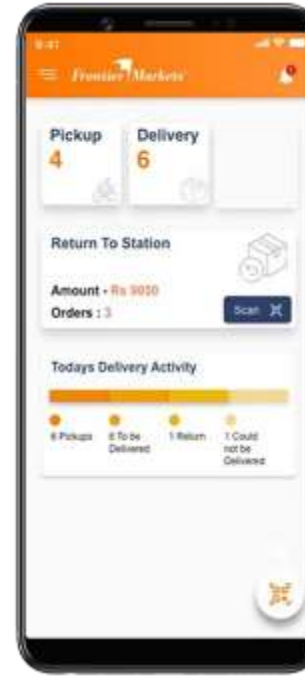 9:41
Frontier Markets
Pickup
4
Delivery
6
Return To Station
Amount - Rs 9050
Orders : 3
Scan
Todays Delivery Activity
6 Pickups
6 To be
Delivered
1 Return
1 Could
not be
Delivered